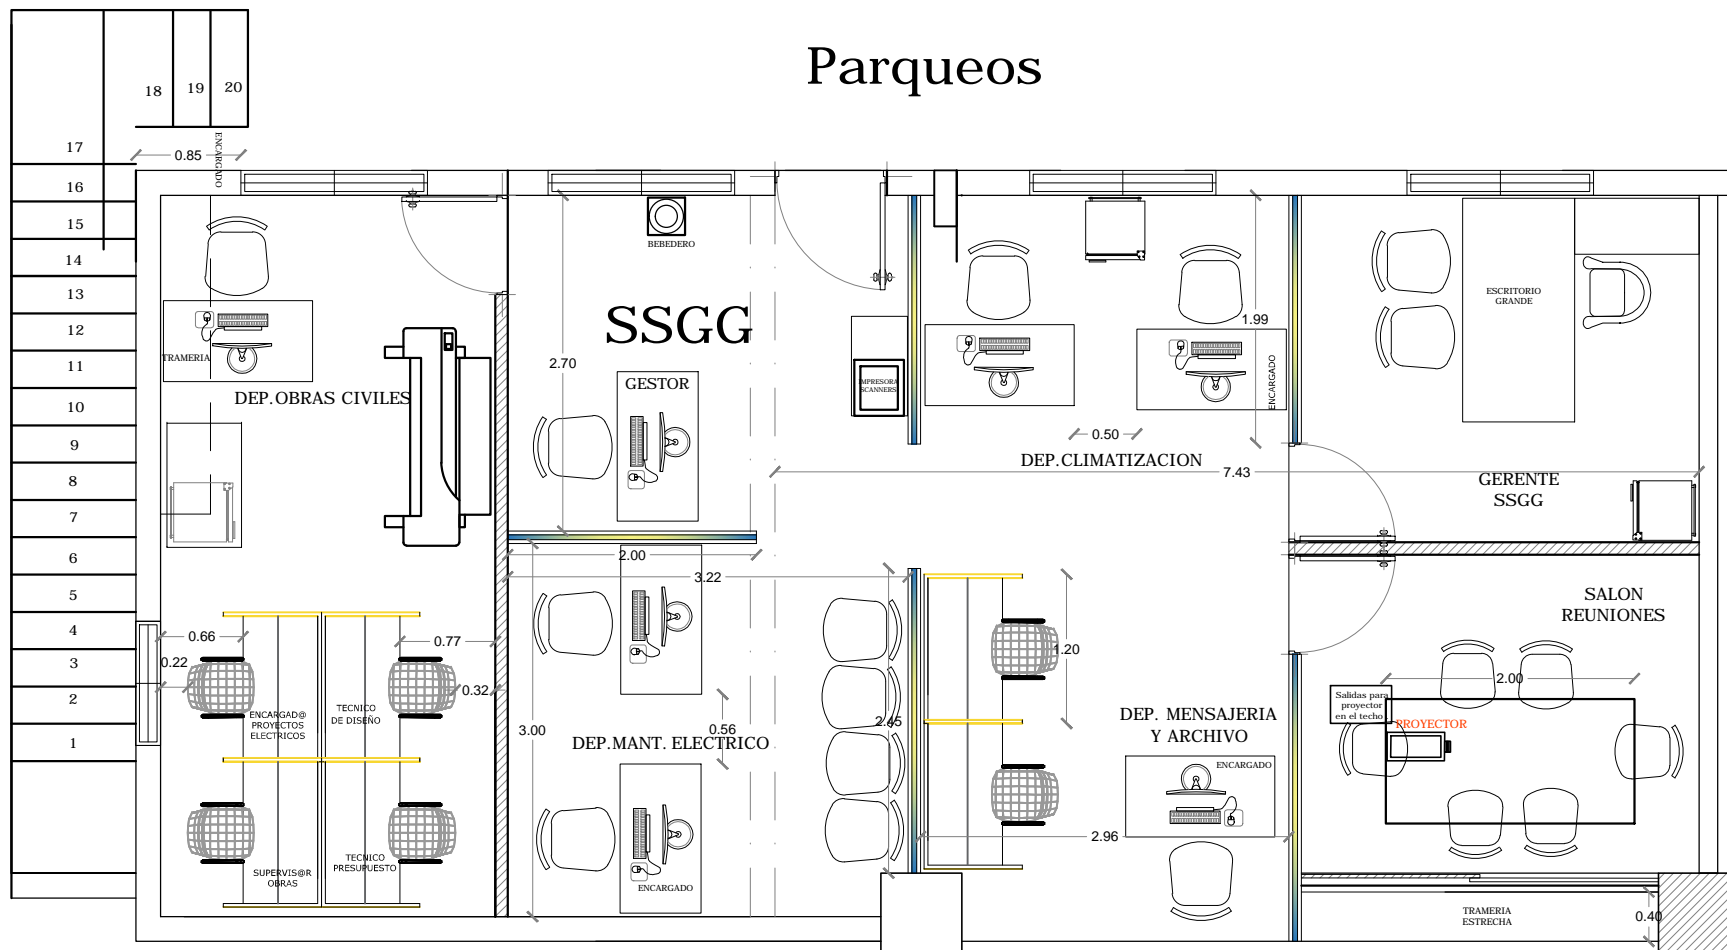 Parqueos
18
19
20
17
16
15
14
13
12
11
10
9
8
7
6
5
4
3
2
1
0.85
ENCARGADO
BEBEDERO
SSGG
TRAMERIA
DEP.OBRAS CIVILES
2.70
GESTOR
IMPRESORA
SCANNERS
1.99
ENCARGADO
0.50
DEP.CLIMATIZACION
7.43
ESCRITORIO
GRANDE
GERENTE
SSGG
2.00
3.22
0.66
0.22
0.77
0.32
ENCARGAD@
PROYECTOS
ELECTRICOS
TECNICO
DE DISEÑO
SUPERVIS@R
OBRAS
TECNICO
PRESUPUESTO
3.00
0.56
DEP.MANT. ELECTRICO
ENCARGADO
2.45
1.20
DEP. MENSAJERIA
Y ARCHIVO
ENCARGADO
2.96
SALON
REUNIONES
2.00
Salidas para
proyector
en el techo
PROYECTOR
TRAMERIA
ESTRECHA
0.40